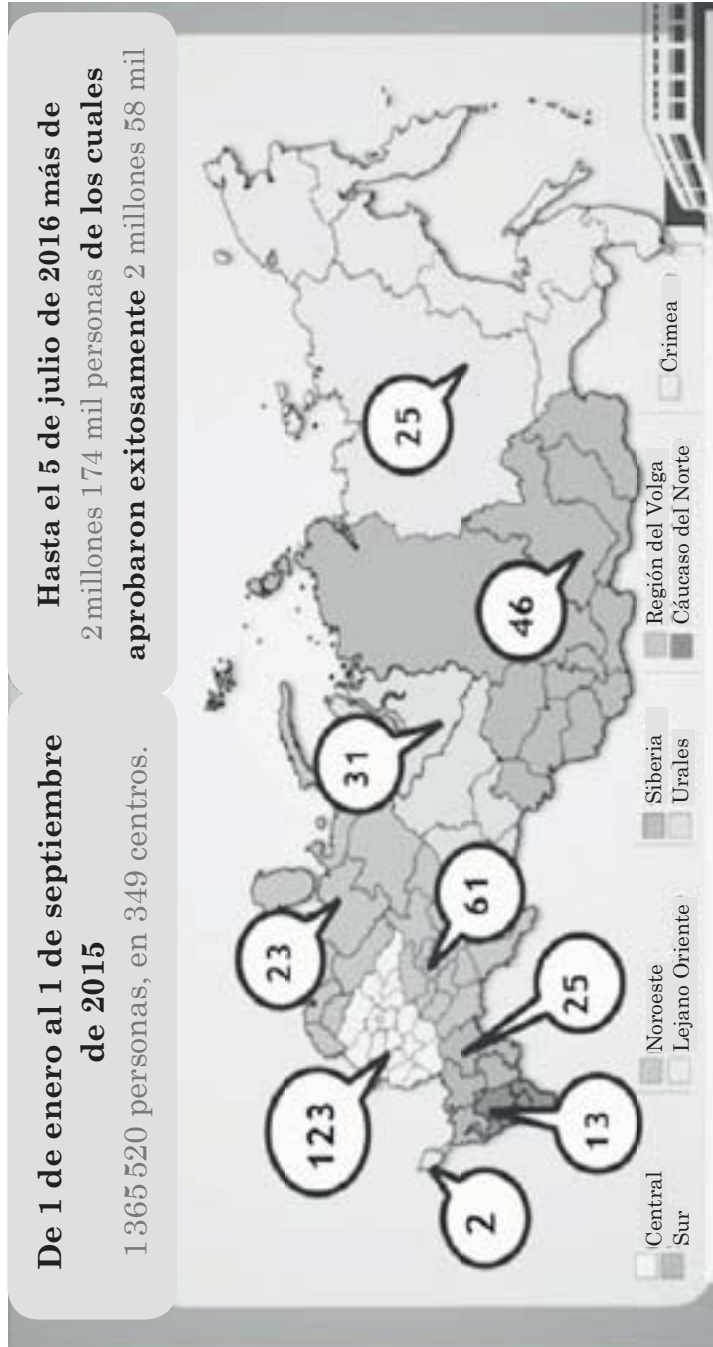 De 1 de enero al 1 de septiembre
de 2015
1 365 520 personas, en 349 centros.
Hasta el 5 de julio de 2016 más de
2 millones 174 mil personas de los cuales
aprobaron exitosamente 2 millones 58 mil
123
23
31
25
2
13
25
61
46
Central
Sur
Noroeste
Lejano Oriente
Siberia
Urales
Región del Volga
Cáucaso del Norte
Crimea